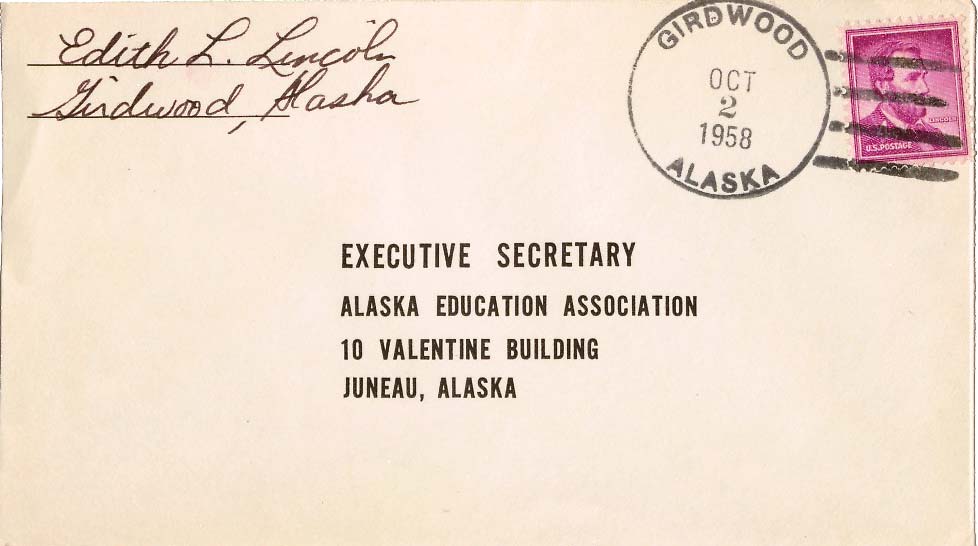 Edith L. Lincoln
Girdwood, Alaska
GIRDWOOD
OCT
2
1958
ALASKA
LINCOLN
U.S. POSTAGE
EXECUTIVE SECRETARY
ALASKA EDUCATION ASSOCIATION
10 VALENTINE BUILDING
JUNEAU, ALASKA